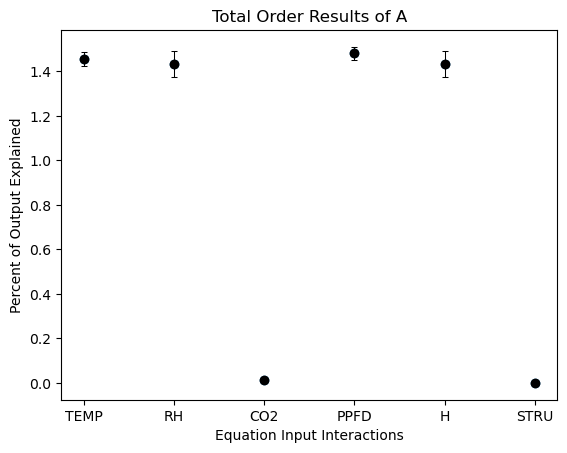 Total Order Results of A
Percent of Output Explained
1.4
1.2
1.0
0.8
0.6
0.4
0.2
0.0
TEMP RH CO2 PPFD H STRU
Equation Input Interactions